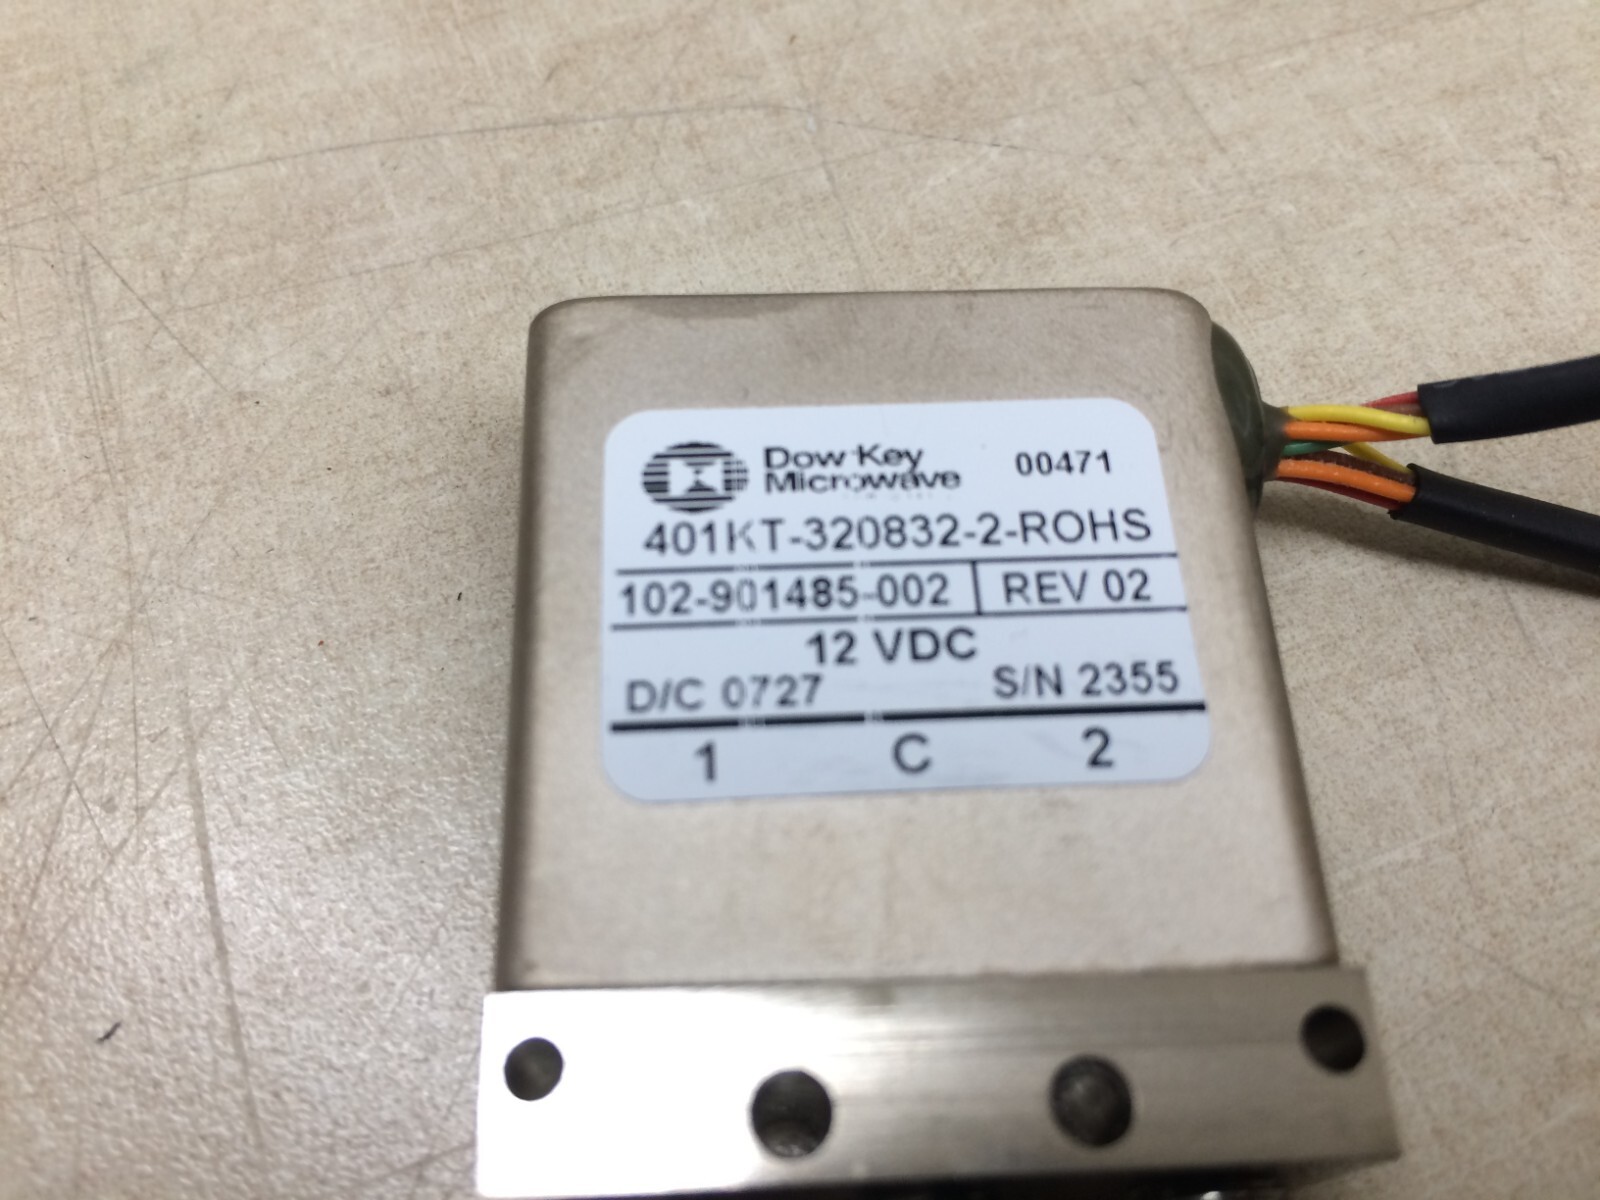 Dow-Key
Microwave 00471
401KT-320832-2-ROHS
102-901485-002 REV 02
12 VDC
D/C 0727 S/N 2355
1 C 2